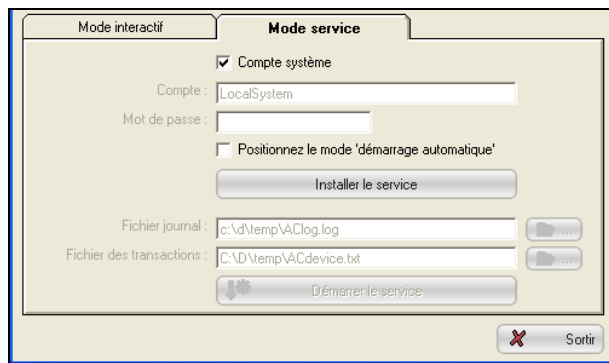 Mode interactif
Mode service
Compte système
Compte : LocalSystem
Mot de passe :
Positionnez le mode 'démarrage automatique'
Installer le service
Fichier journal : c:\d\temp\AClog.log ...
Fichier des transactions : C:\D\temp\ACdevice.txt ...
Démarrer le service
Sortir